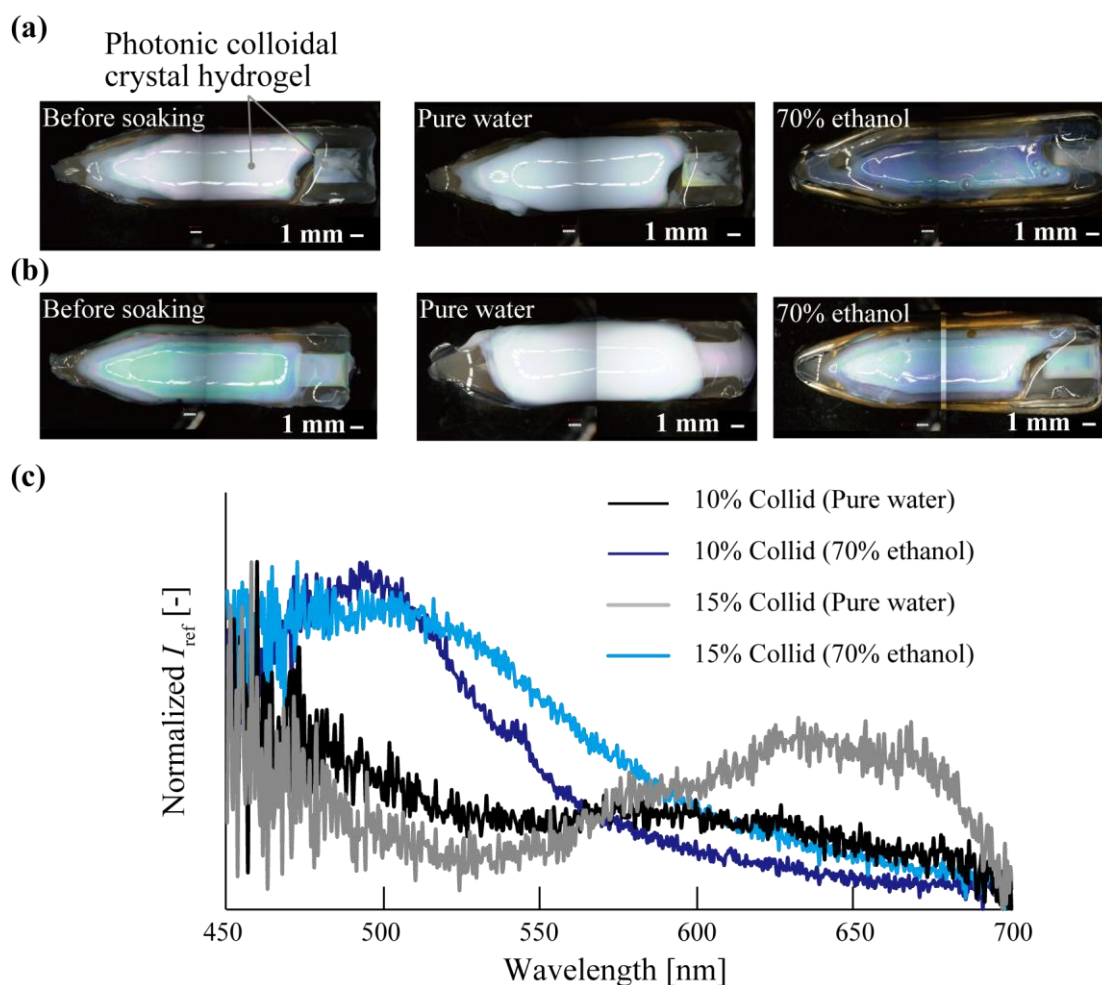 (a)
Photonic colloidal
crystal hydrogel
Before soaking
1 mm
Pure water
1 mm
70% ethanol
1 mm
(b)
Before soaking
1 mm
Pure water
1 mm
70% ethanol
1 mm
(c)
10% Collid (Pure water)
10% Collid (70% ethanol)
15% Collid (Pure water)
15% Collid (70% ethanol)
Normalized I_ref [-]
450 500 550 600 650 700
Wavelength [nm]